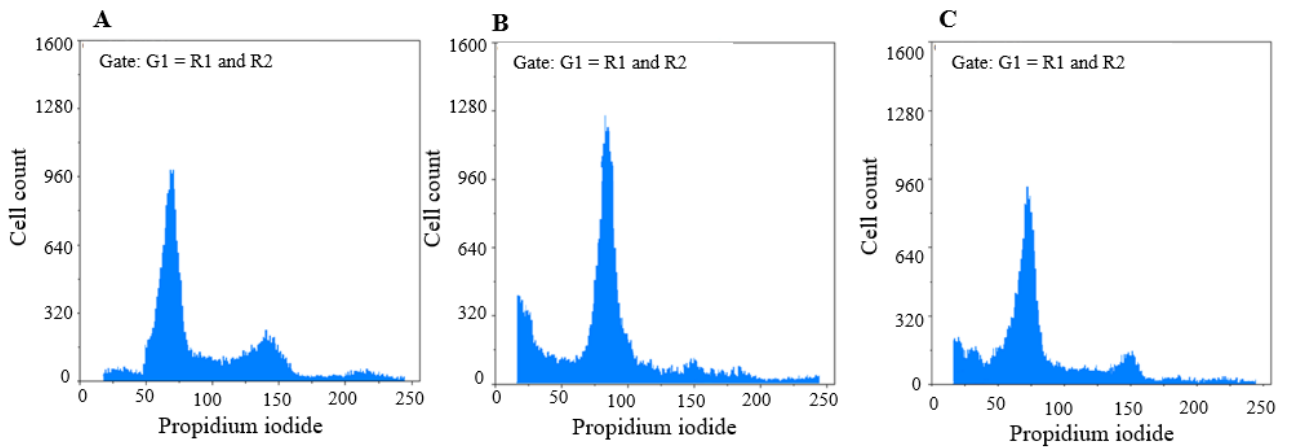 A
Gate: G1 = R1 and R2
1600
1280
960
640
320
0
Cell count
0 50 100 150 200 250
Propidium iodide
B
Gate: G1 = R1 and R2
1600
1280
960
640
320
0
Cell count
0 50 100 150 200 250
Propidium iodide
C
Gate: G1 = R1 and R2
1600
1280
960
640
320
0
Cell count
0 50 100 150 200 250
Propidium iodide